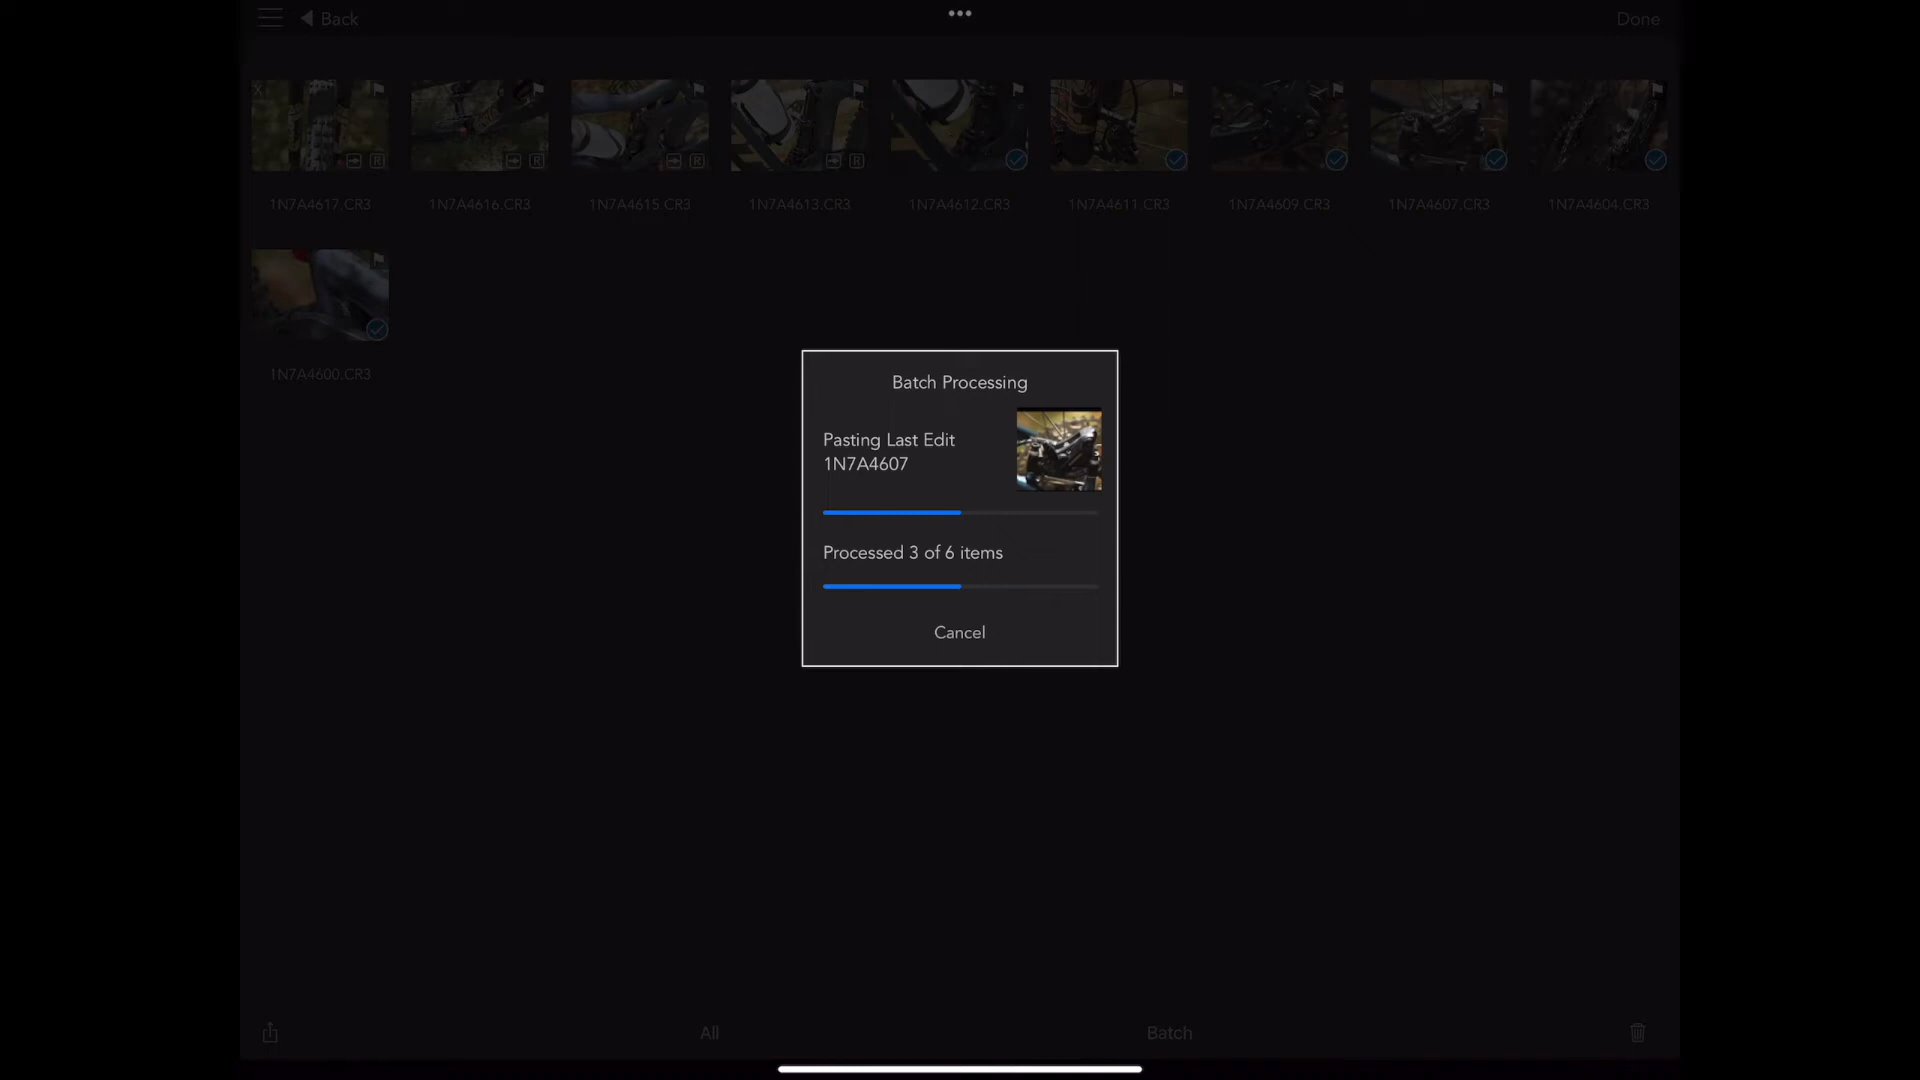 Back
Done
X
R
R
R
R
1N7A4617.CR3
1N7A4616.CR3
1N7A4615.CR3
1N7A4613.CR3
1N7A4612.CR3
1N7A4611.CR3
1N7A4609.CR3
1N7A4607.CR3
1N7A4604.CR3
1N7A4600.CR3
Batch Processing
Pasting Last Edit
1N7A4607
Processed 3 of 6 items
Cancel
All
Batch